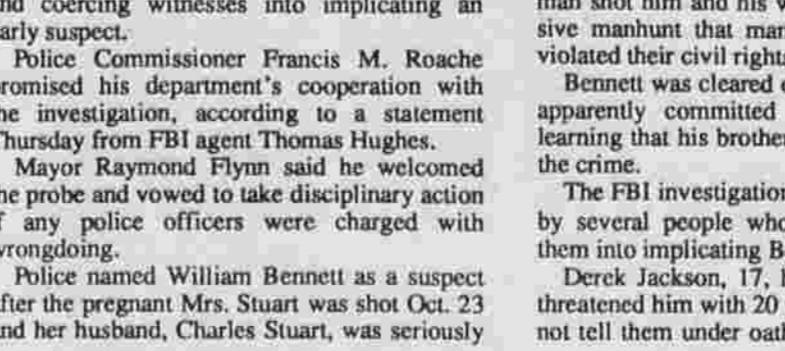 and coercing witnesses into implicating an
early suspect.
Police Commissioner Francis M. Roache
promised his department's cooperation with
the investigation, according to a statement
Thursday from FBI agent Thomas Hughes.
Mayor Raymond Flynn said he welcomed
the probe and vowed to take disciplinary action
if any police officers were charged with
wrongdoing.
Police named William Bennett as a suspect
after the pregnant Mrs. Stuart was shot Oct. 23
and her husband, Charles Stuart, was seriously
man shot him and his
sive manhunt that
violated their civil rights
Bennett was cleared
apparently committed
learning that his brother
the crime.
The FBI investigation
by several people who
them into implicating
Derek Jackson, 17,
threatened him with 20
not tell them under oath